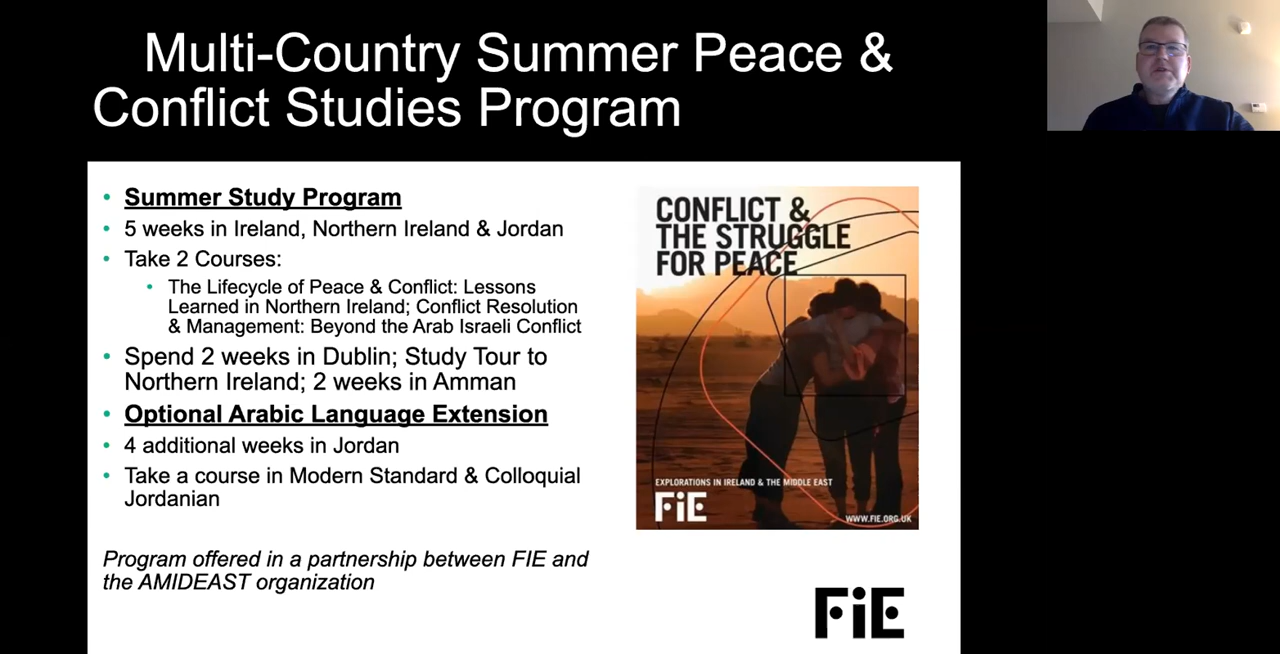 Multi-Country Summer Peace &
Conflict Studies Program
• Summer Study Program
• 5 weeks in Ireland, Northern Ireland & Jordan
• Take 2 Courses:
• The Lifecycle of Peace & Conflict: Lessons
Learned in Northern Ireland; Conflict Resolution
& Management: Beyond the Arab Israeli Conflict
• Spend 2 weeks in Dublin; Study Tour to
Northern Ireland; 2 weeks in Amman
• Optional Arabic Language Extension
• 4 additional weeks in Jordan
• Take a course in Modern Standard & Colloquial
Jordanian
Program offered in a partnership between FIE and
the AMIDEAST organization
CONFLICT &
THE STRUGGLE
FOR PEACE
EXPLORATIONS IN IRELAND & THE MIDDLE EAST
FiE
WWW.FIE.ORG.UK
FiE